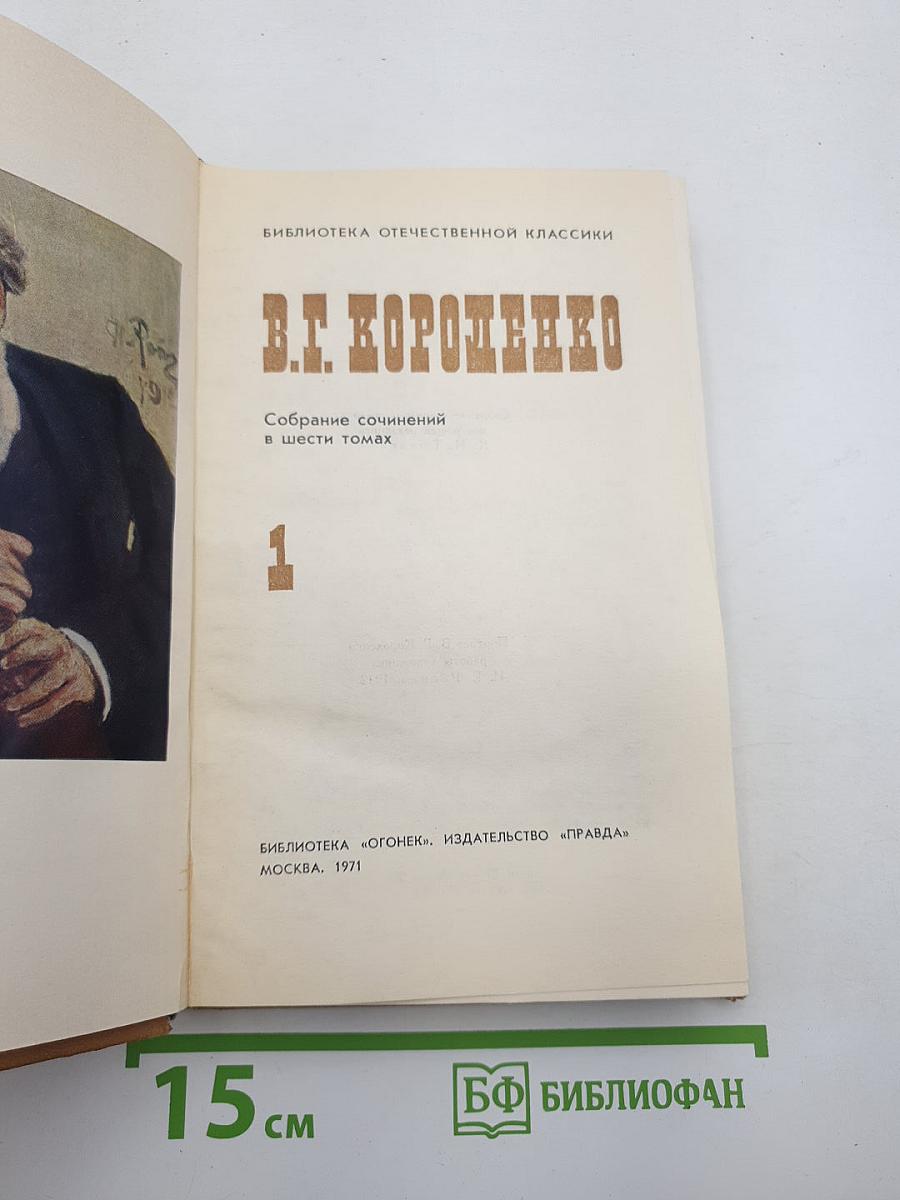 БИБЛИОТЕКА ОТЕЧЕСТВЕННОЙ КЛАССИКИ
В.Г. КОРОЛЕНКО
Собрание сочинений
в шести томах
1
БИБЛИОТЕКА «ОГОНЕК». ИЗДАТЕЛЬСТВО «ПРАВДА»
МОСКВА. 1971
15 см
БФ БИБЛИОФАН